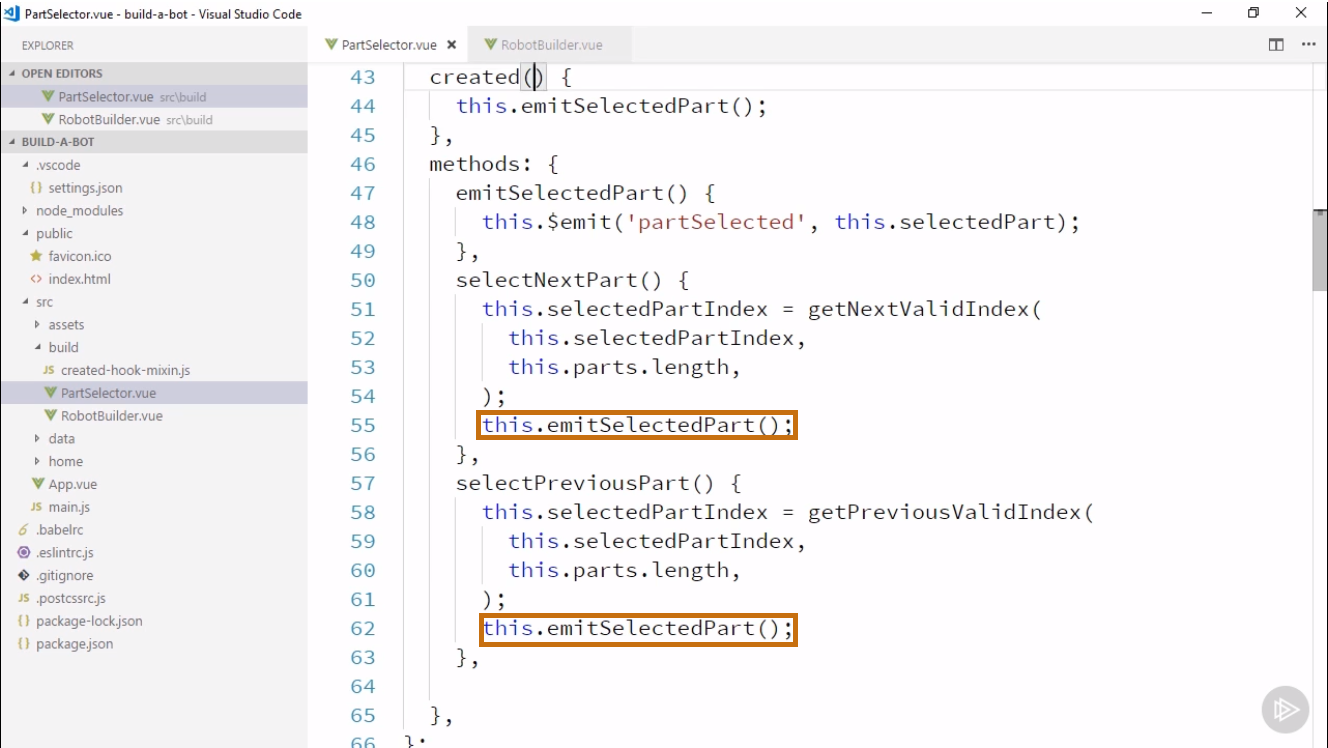 PartSelector.vue - build-a-bot - Visual Studio Code
EXPLORER
OPEN EDITORS
PartSelector.vue src\build
RobotBuilder.vue src\build
BUILD-A-BOT
.vscode
{} settings.json
node_modules
public
favicon.ico
<> index.html
src
assets
build
JS created-hook-mixin.js
PartSelector.vue
RobotBuilder.vue
data
home
App.vue
JS main.js
.babelrc
.eslintrc.js
.gitignore
JS .postcssrc.js
{} package-lock.json
{} package.json
PartSelector.vue
RobotBuilder.vue
43 created() {
44 this.emitSelectedPart();
45 },
46 methods: {
47 emitSelectedPart() {
48 this.$emit('partSelected', this.selectedPart);
49 },
50 selectNextPart() {
51 this.selectedPartIndex = getNextValidIndex(
52 this.selectedPartIndex,
53 this.parts.length,
54 );
55 this.emitSelectedPart();
56 },
57 selectPreviousPart() {
58 this.selectedPartIndex = getPreviousValidIndex(
59 this.selectedPartIndex,
60 this.parts.length,
61 );
62 this.emitSelectedPart();
63 },
64
65 },
66 };